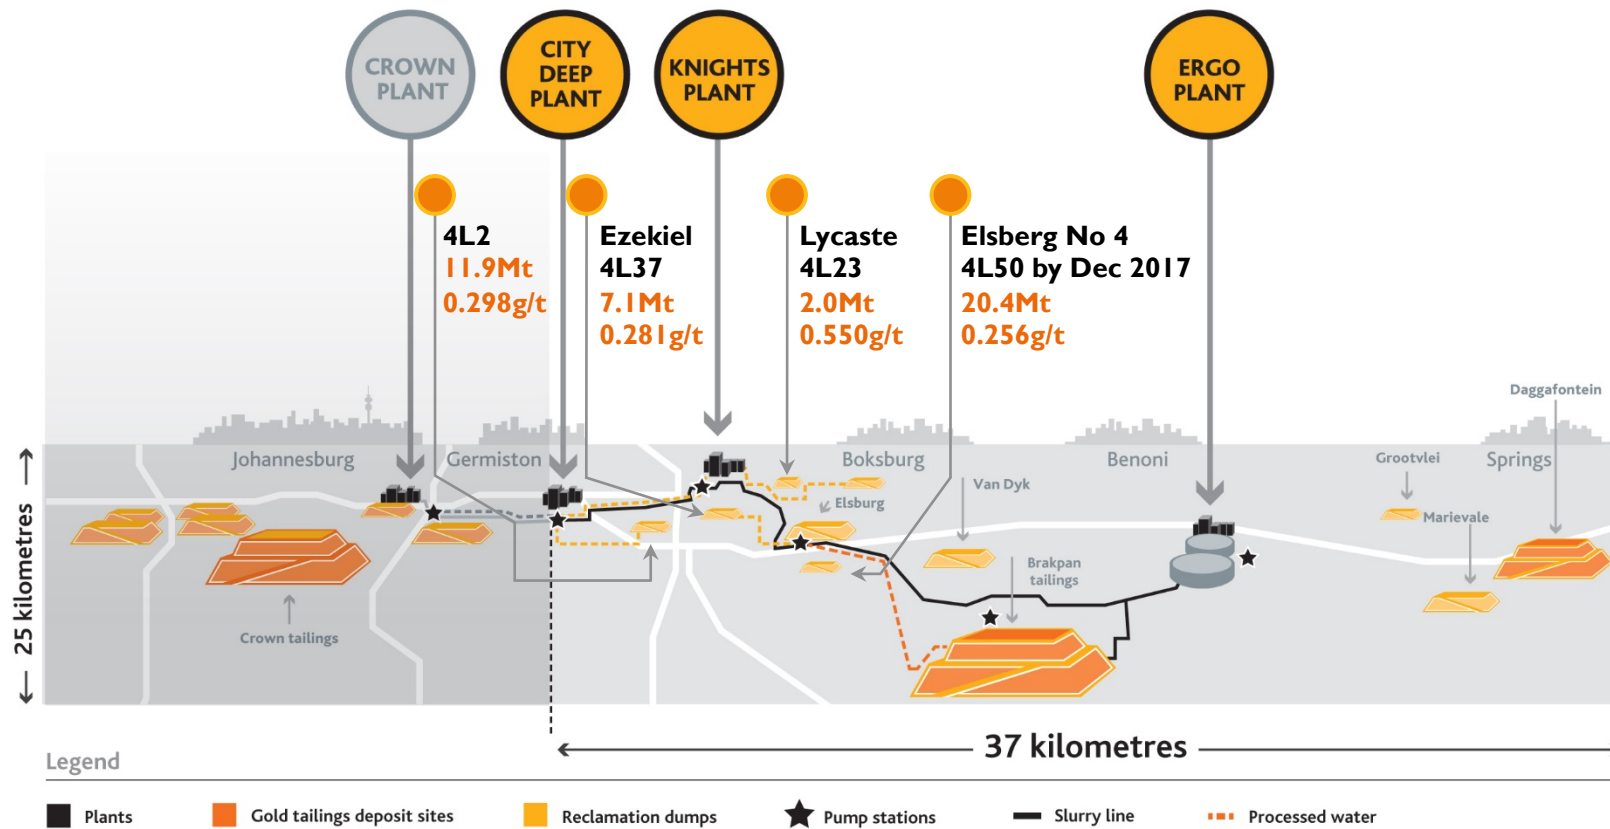 CROWN
PLANT
CITY
DEEP
PLANT
KNIGHTS
PLANT
ERGO
PLANT
4L2
11.9Mt
0.298g/t
Ezekiel
4L37
7.1Mt
0.281g/t
Lycaste
4L23
2.0Mt
0.550g/t
Elsberg No 4
4L50 by Dec 2017
20.4Mt
0.256g/t
Daggafontein
Johannesburg
Germiston
Boksburg
Benoni
Grootvlei
Springs
Van Dyk
Elsburg
Marievale
Brakpan
tailings
Crown tailings
25 kilometres
37 kilometres
Legend
Plants
Gold tailings deposit sites
Reclamation dumps
Pump stations
Slurry line
Processed water